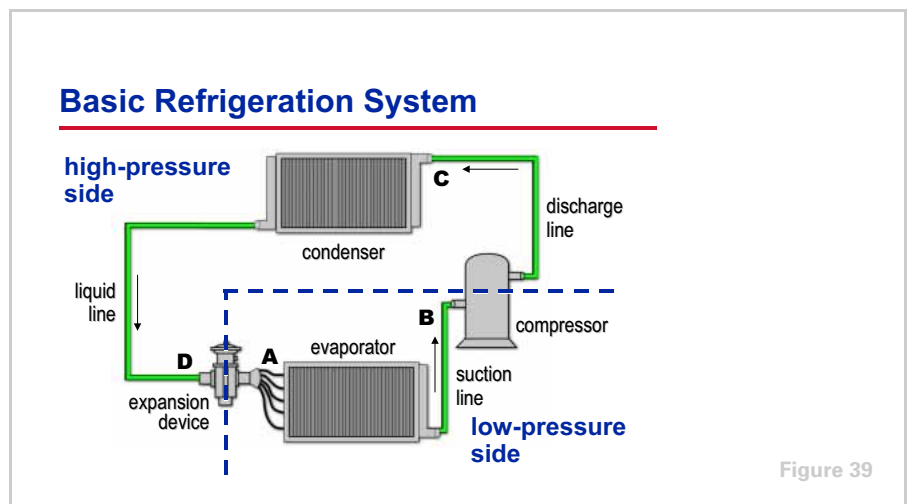 Basic Refrigeration System
high-pressure
side
C
discharge
line
condenser
liquid
line
B
compressor
D
A
evaporator
expansion
device
suction
line
low-pressure
side
Figure 39